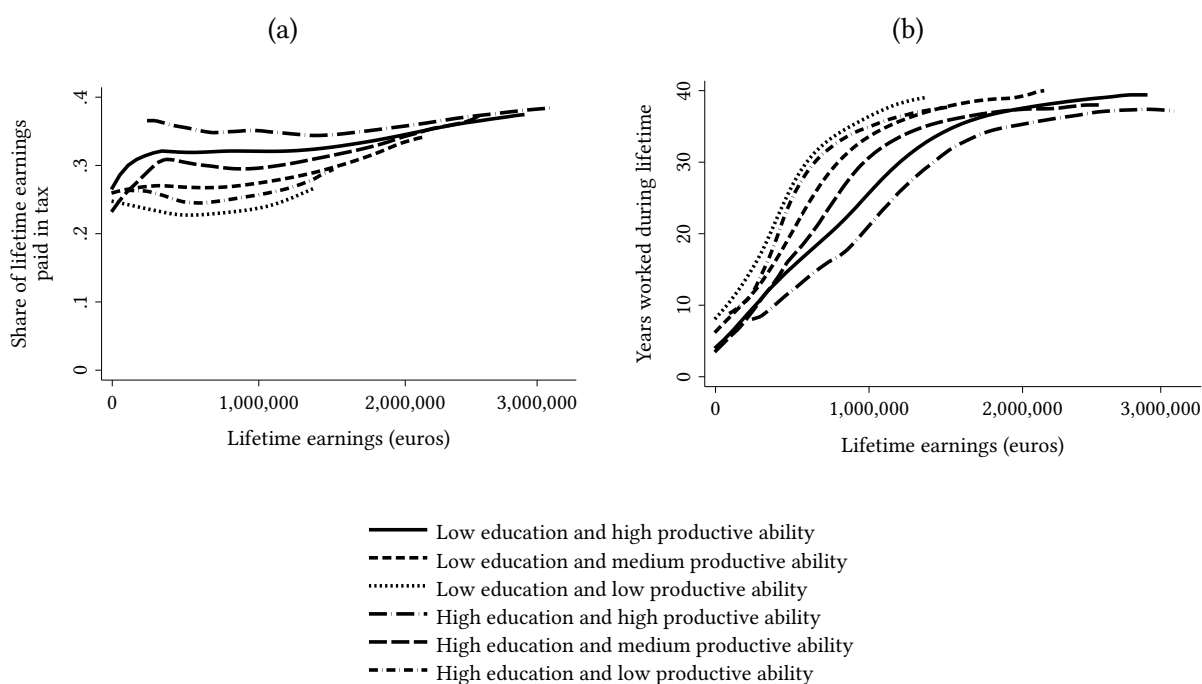 (a)
(b)
Share of lifetime earnings
paid in tax
0
.1
.2
.3
.4
0
1,000,000
2,000,000
3,000,000
Lifetime earnings (euros)
Years worked during lifetime
0
10
20
30
40
0
1,000,000
2,000,000
3,000,000
Lifetime earnings (euros)
Low education and high productive ability
Low education and medium productive ability
Low education and low productive ability
High education and high productive ability
High education and medium productive ability
High education and low productive ability